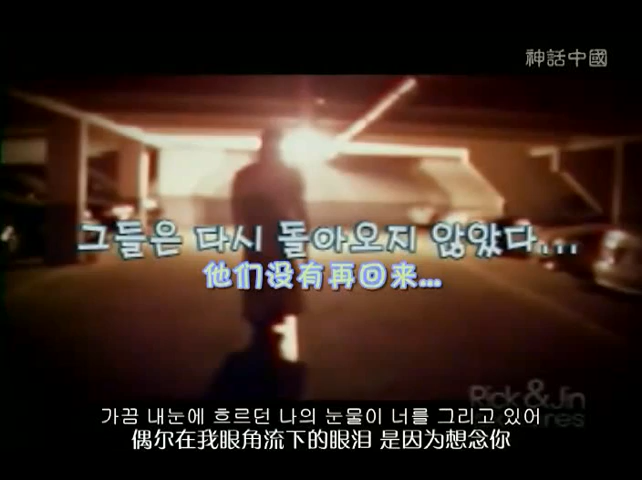 神話中國
그들은 다시 돌아오지 않았다...
他们没有再回来...
Rick & Jin
가끔 내눈에 흐르던 나의 눈물이 너를 그리고 있어
偶尔在我眼角流下的眼泪 是因为想念你